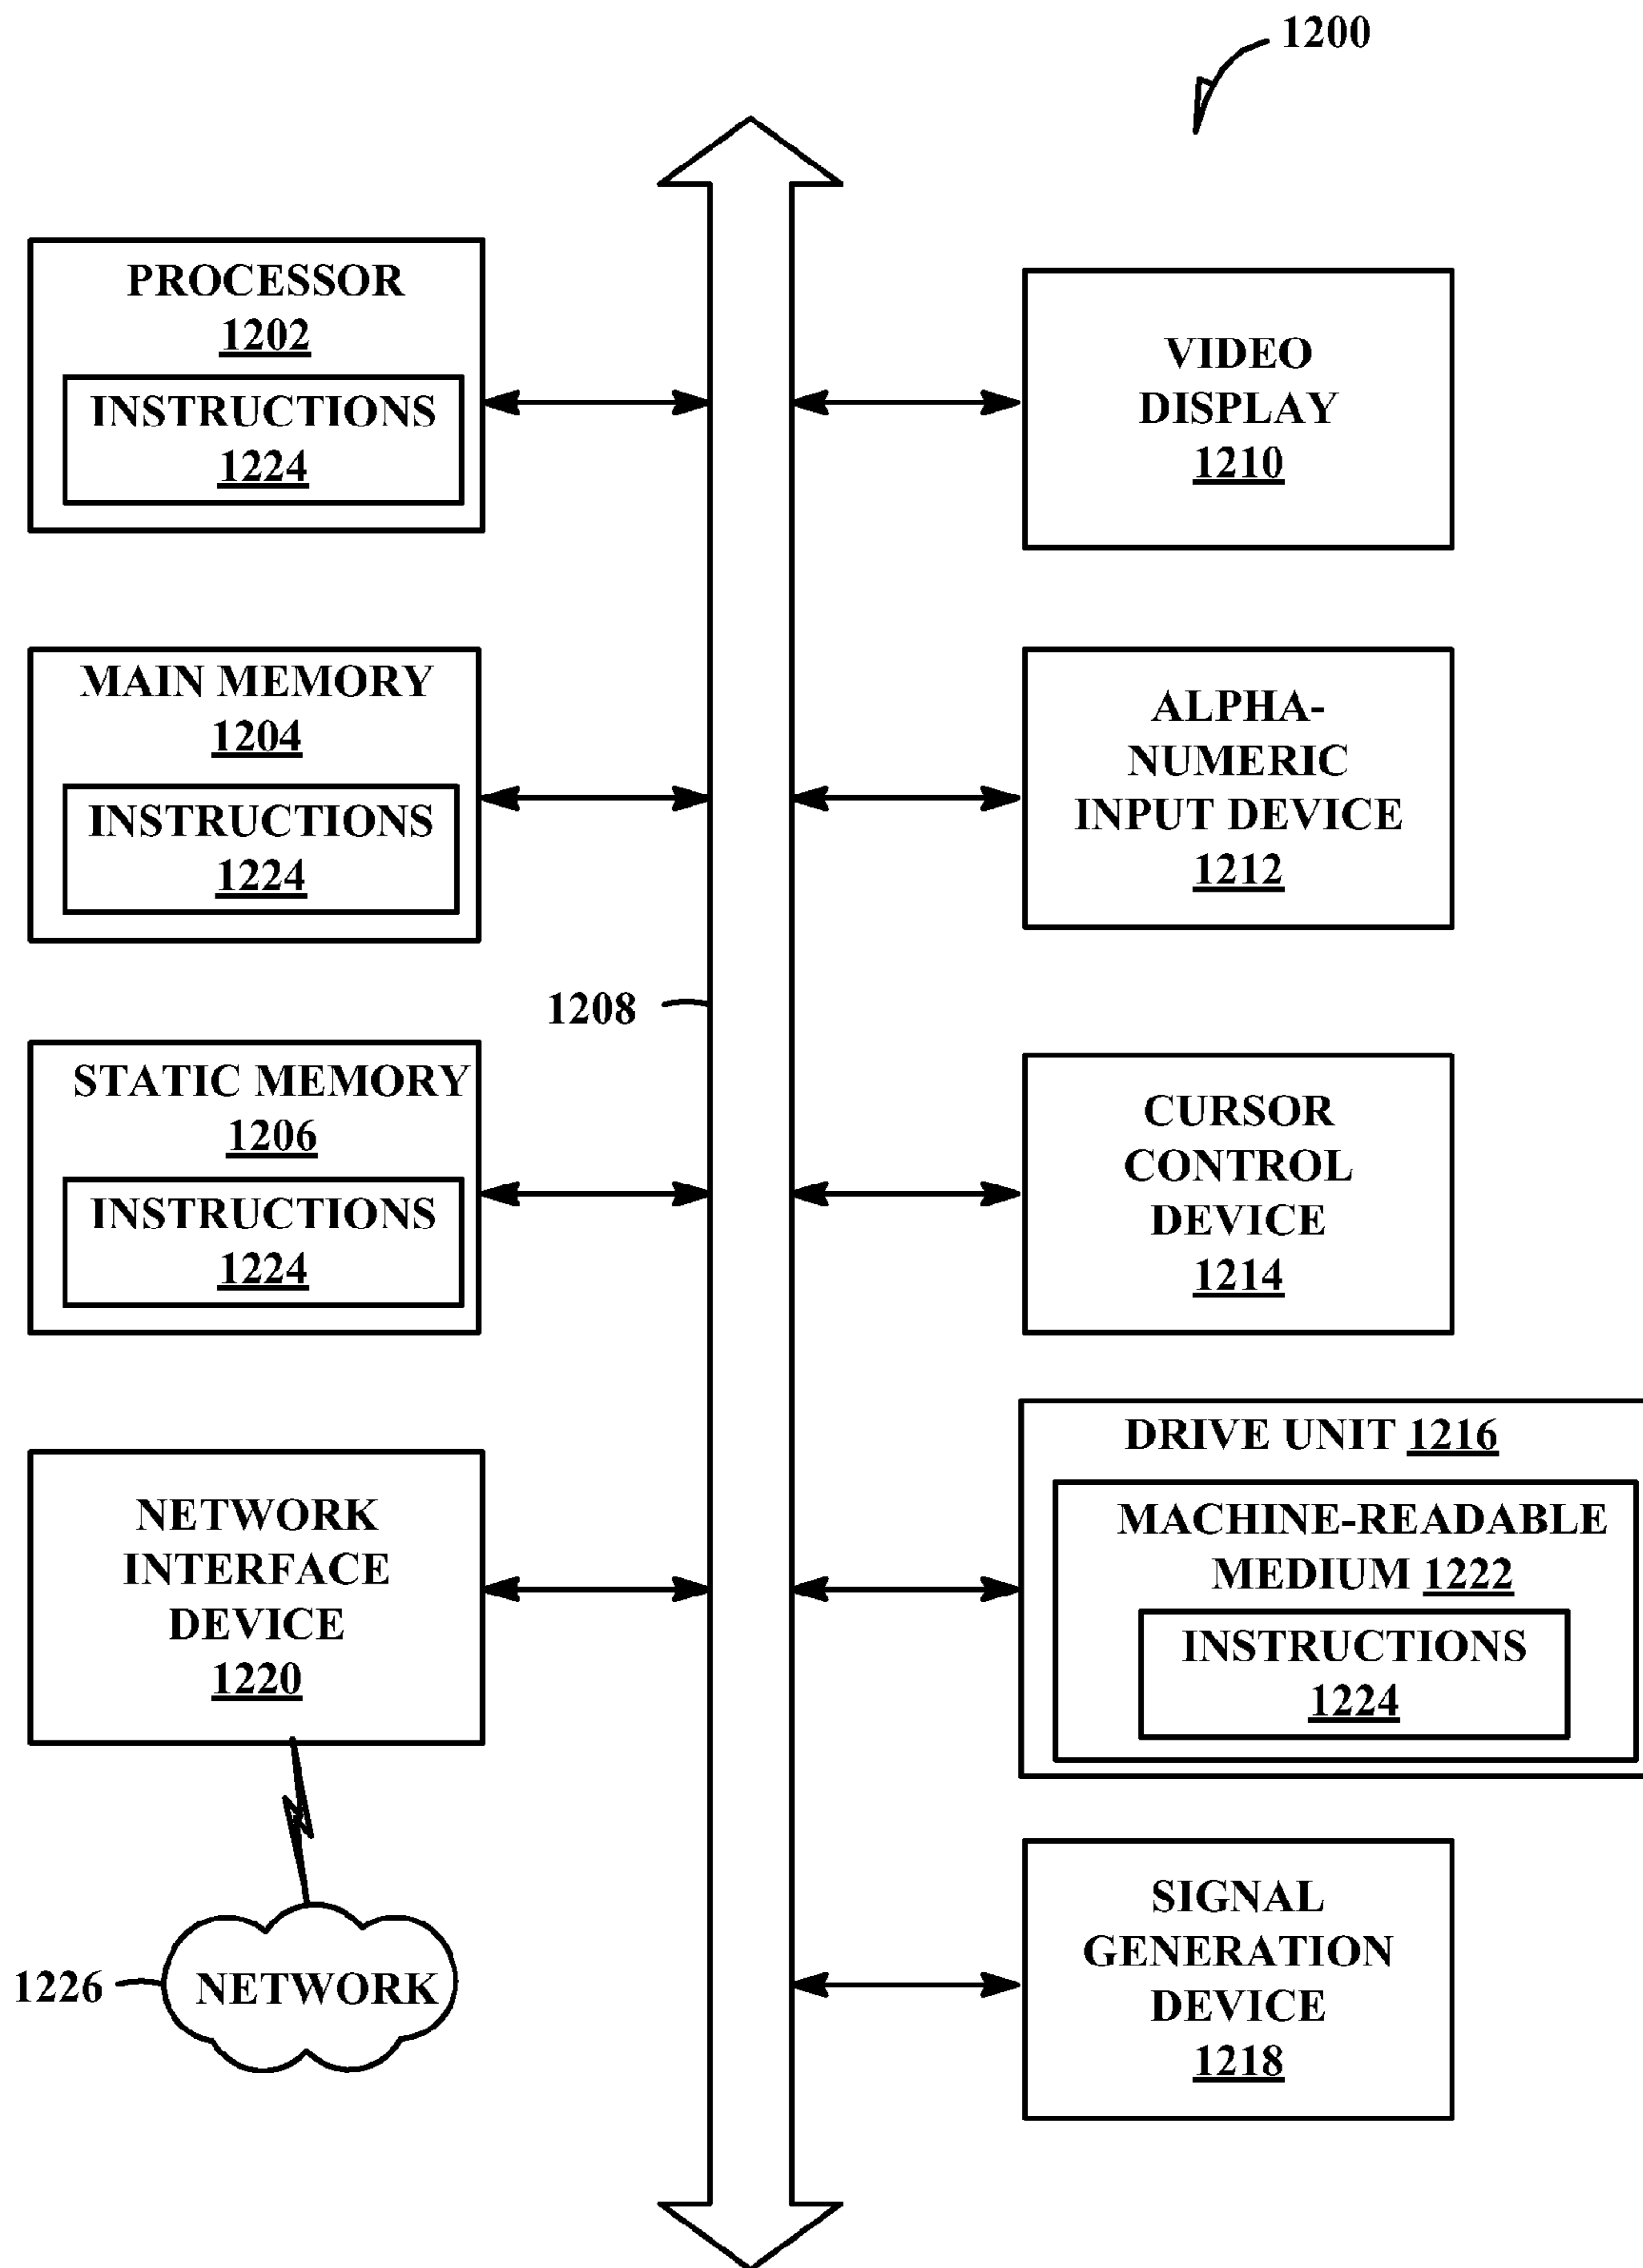 1200
PROCESSOR
1202
INSTRUCTIONS
1224
VIDEO
DISPLAY
1210
MAIN MEMORY
1204
INSTRUCTIONS
1224
ALPHA-
NUMERIC
INPUT DEVICE
1212
1208
STATIC MEMORY
1206
INSTRUCTIONS
1224
CURSOR
CONTROL
DEVICE
1214
NETWORK
INTERFACE
DEVICE
1220
DRIVE UNIT 1216
MACHINE-READABLE
MEDIUM 1222
INSTRUCTIONS
1224
1226
NETWORK
SIGNAL
GENERATION
DEVICE
1218